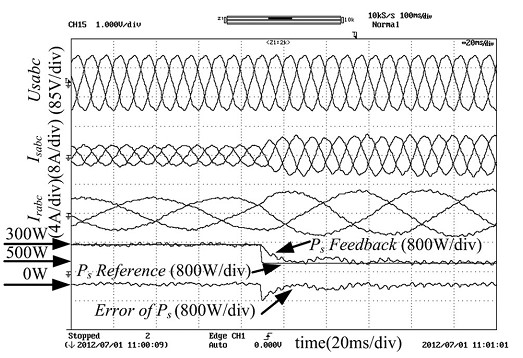 CH15 1.000V/div
10kS/s 100ms/div
Normal
<Z1:2k>
=20ms/div
Usabc (85V/div)
Isabc (8A/div)
Irabc (4A/div)
300W
500W
0W
Ps Feedback (800W/div)
Ps Reference (800W/div)
Error of Ps (800W/div)
Stopped 2 Edge CH1
(↓ 2012/07/01 11:00:09) Auto 0.000V
time(20ms/div)
2012/07/01 11:01:01